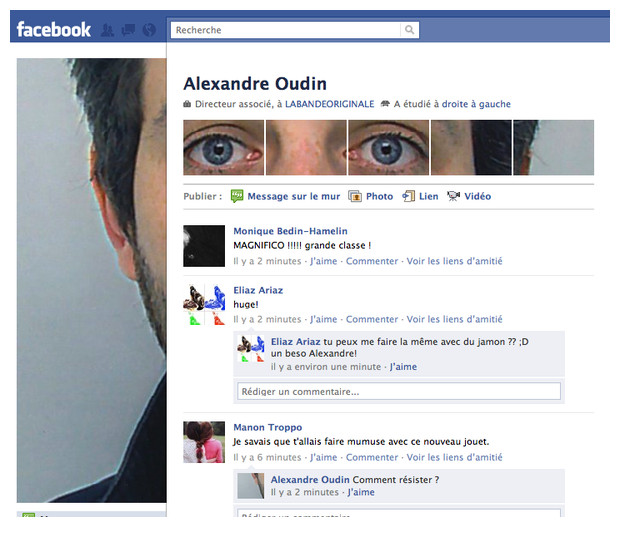 facebook
Recherche
Alexandre Oudin
Directeur associé, à LABANDEORIGINALE A étudié à droite à gauche
Publier : Message sur le mur Photo Lien Vidéo
Monique Bedin-Hamelin
MAGNIFICO !!!!! grande classe !
Il y a 2 minutes · J'aime · Commenter · Voir les liens d'amitié
Eliaz Ariaz
huge!
Il y a 2 minutes · J'aime · Commenter · Voir les liens d'amitié
Eliaz Ariaz tu peux me faire la même avec du jamon ?? ;D
un beso Alexandre!
il y a environ une minute · J'aime
Rédiger un commentaire...
Manon Troppo
Je savais que t'allais faire mumuse avec ce nouveau jouet.
Il y a 6 minutes · J'aime · Commenter · Voir les liens d'amitié
Alexandre Oudin Comment résister ?
Il y a 2 minutes · J'aime
Rédiger un commentaire